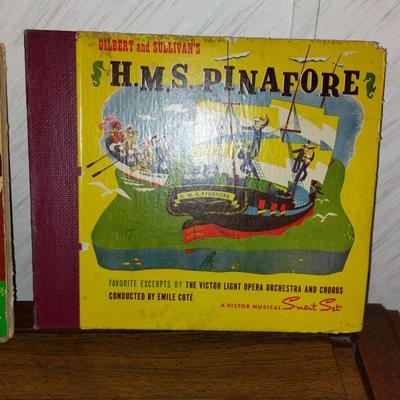 GILBERT and SULLIVAN'S
H.M.S. PINAFORE
H. M. S. PINAFORE
FAVORITE EXCERPTS BY THE VICTOR LIGHT OPERA ORCHESTRA AND CHORUS
CONDUCTED BY EMILE COTÉ
A VICTOR MUSICAL Smart Set